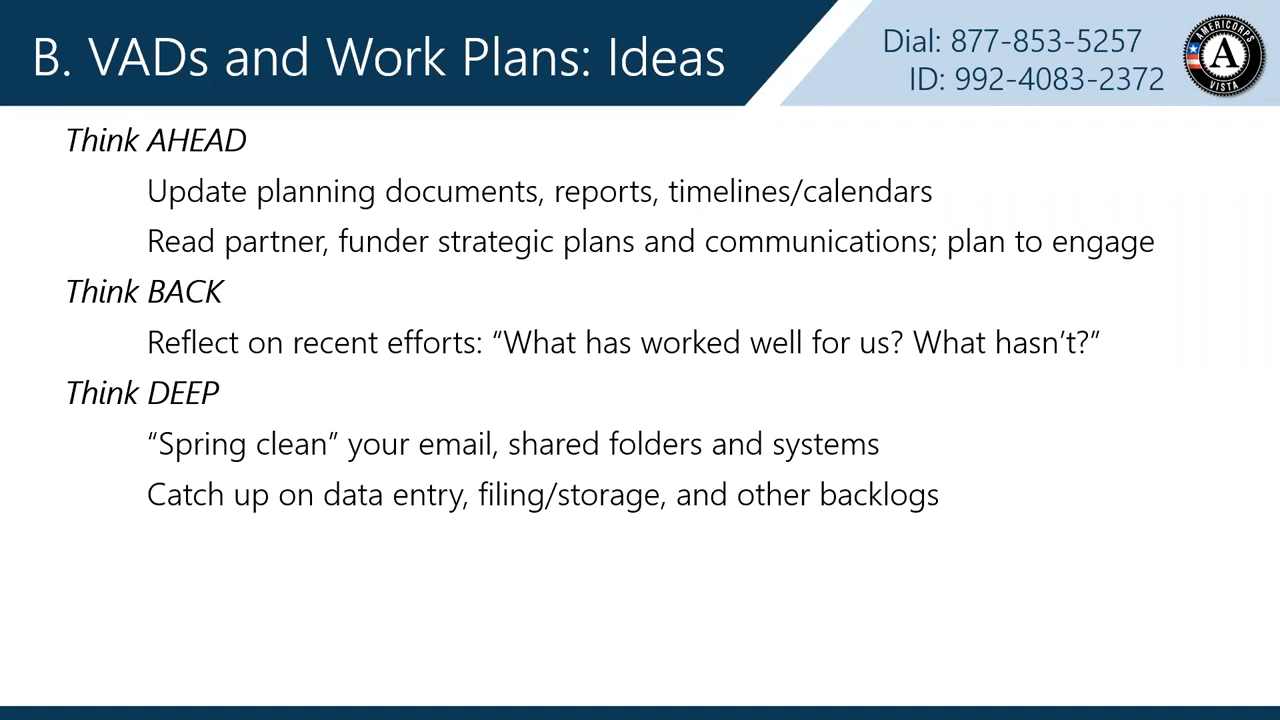 B. VADs and Work Plans: Ideas
Dial: 877-853-5257
ID: 992-4083-2372
AMERICORPS
A
VISTA
Think AHEAD
Update planning documents, reports, timelines/calendars
Read partner, funder strategic plans and communications; plan to engage
Think BACK
Reflect on recent efforts: “What has worked well for us? What hasn’t?”
Think DEEP
“Spring clean” your email, shared folders and systems
Catch up on data entry, filing/storage, and other backlogs